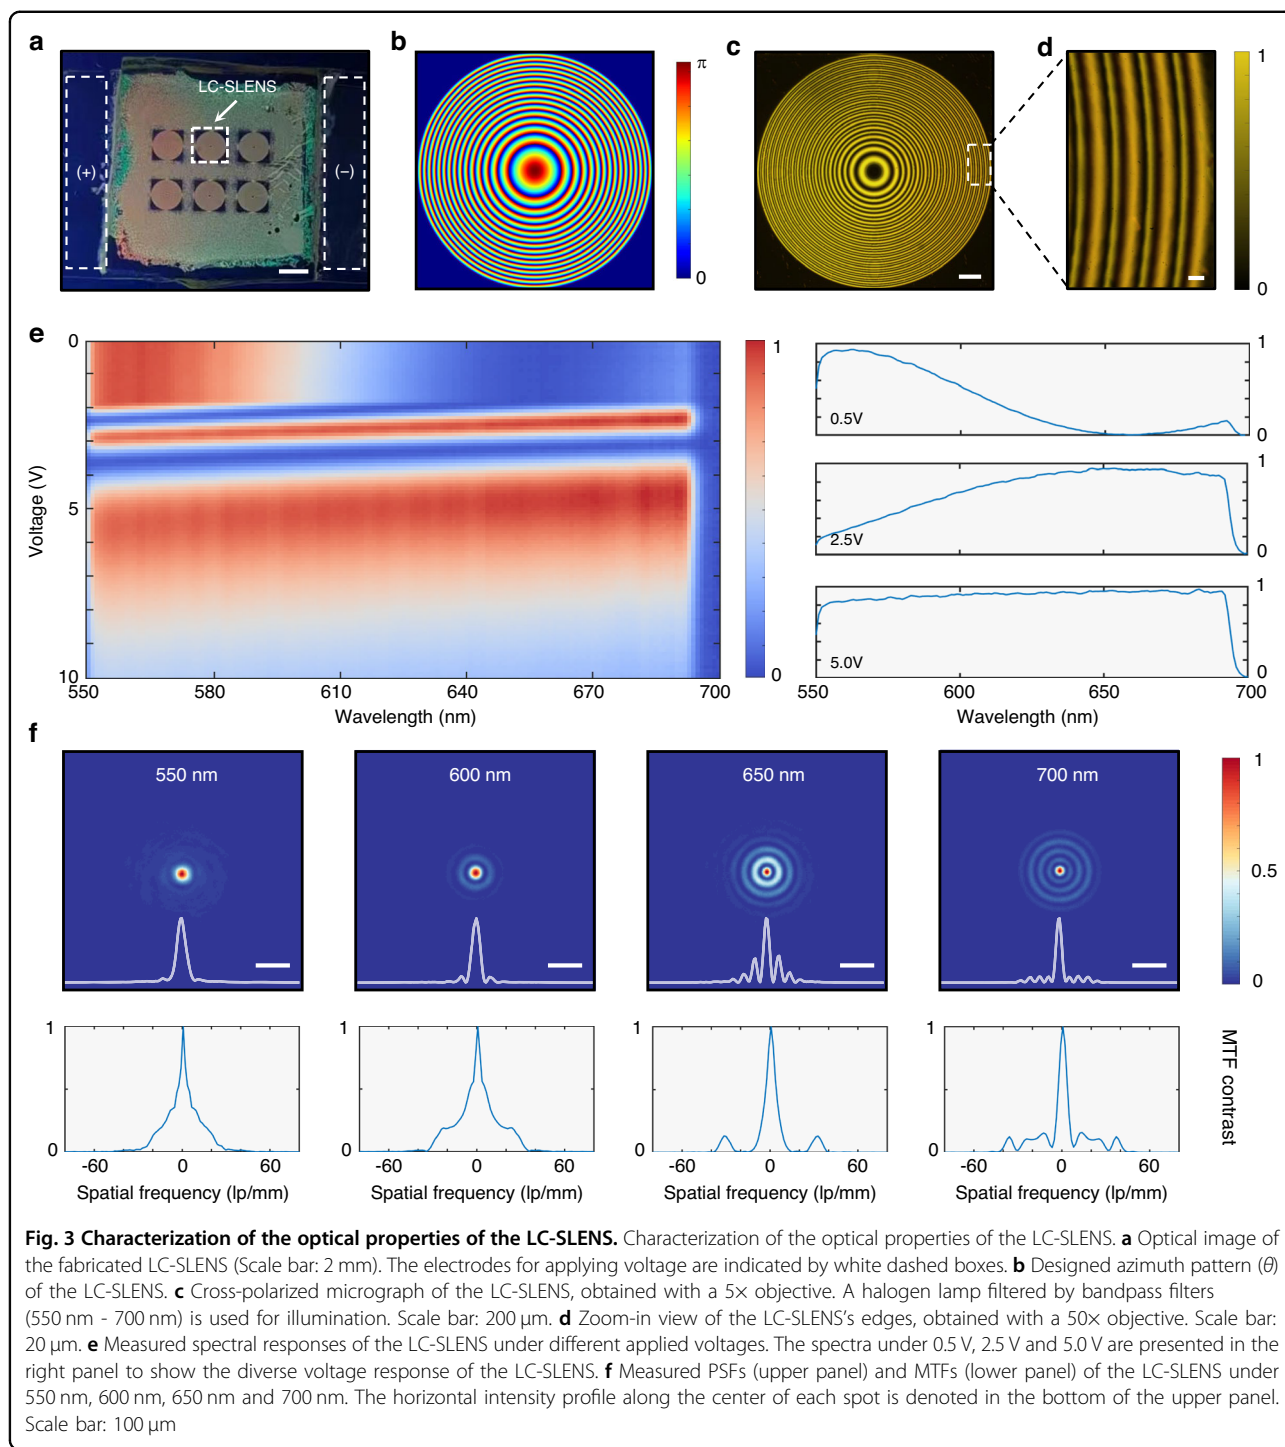 a
b
c
d
LC-SLENS
(+)
(−)
π
0
1
0
e
0
5
10
Voltage (V)
550
580
610
640
670
700
Wavelength (nm)
1
0
0.5V
1
0
2.5V
1
0
5.0V
1
0
550
600
650
700
Wavelength (nm)
f
550 nm
600 nm
650 nm
700 nm
1
0.5
0
1
0
-60
0
60
Spatial frequency (lp/mm)
1
0
-60
0
60
Spatial frequency (lp/mm)
1
0
-60
0
60
Spatial frequency (lp/mm)
1
0
-60
0
60
Spatial frequency (lp/mm)
MTF contrast
Fig. 3 Characterization of the optical properties of the LC-SLENS. Characterization of the optical properties of the LC-SLENS. a Optical image of
the fabricated LC-SLENS (Scale bar: 2 mm). The electrodes for applying voltage are indicated by white dashed boxes. b Designed azimuth pattern (θ)
of the LC-SLENS. c Cross-polarized micrograph of the LC-SLENS, obtained with a 5× objective. A halogen lamp filtered by bandpass filters
(550 nm - 700 nm) is used for illumination. Scale bar: 200 µm. d Zoom-in view of the LC-SLENS's edges, obtained with a 50× objective. Scale bar:
20 µm. e Measured spectral responses of the LC-SLENS under different applied voltages. The spectra under 0.5 V, 2.5 V and 5.0 V are presented in the
right panel to show the diverse voltage response of the LC-SLENS. f Measured PSFs (upper panel) and MTFs (lower panel) of the LC-SLENS under
550 nm, 600 nm, 650 nm and 700 nm. The horizontal intensity profile along the center of each spot is denoted in the bottom of the upper panel.
Scale bar: 100 µm